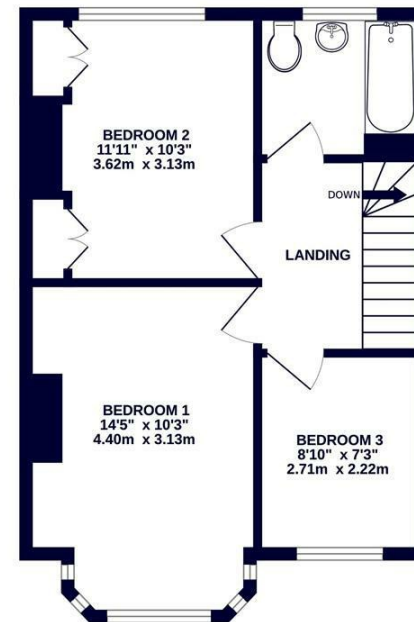 BEDROOM 2
11'11" x 10'3"
3.62m x 3.13m
DOWN
LANDING
BEDROOM 1
14'5" x 10'3"
4.40m x 3.13m
BEDROOM 3
8'10" x 7'3"
2.71m x 2.22m